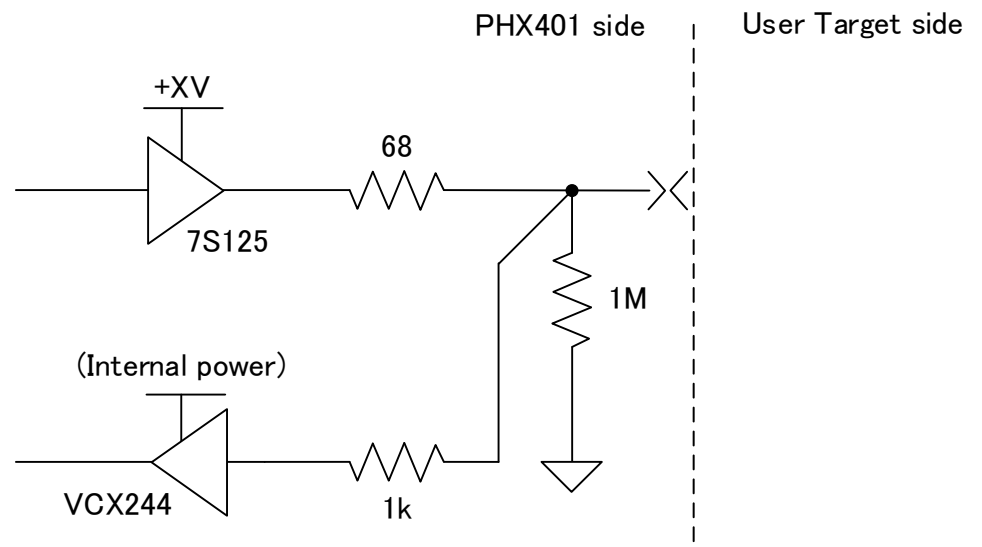 PHX401 side
User Target side
+XV
68
7S125
1M
(Internal power)
VCX244
1k